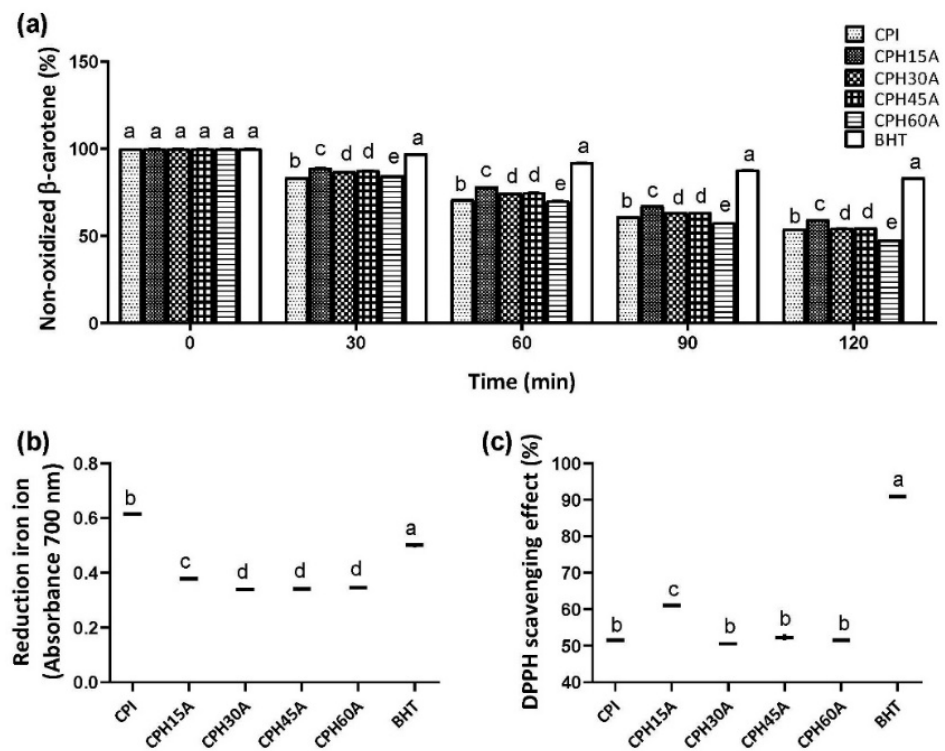 (a)
Non-oxidized β-carotene (%)
150
100
50
0
a a a a a a
b c d d e a
b c d d e a
b c d d e a
b c d d e a
0 30 60 90 120
Time (min)
CPI
CPH15A
CPH30A
CPH45A
CPH60A
BHT
(b)
Reduction iron ion
(Absorbance 700 nm)
0.8
0.6
0.4
0.2
0.0
b c d d d a
CPI CPH15A CPH30A CPH45A CPH60A BHT
(c)
DPPH scavenging effect (%)
100
90
80
70
60
50
40
b c b b b a
CPI CPH15A CPH30A CPH45A CPH60A BHT